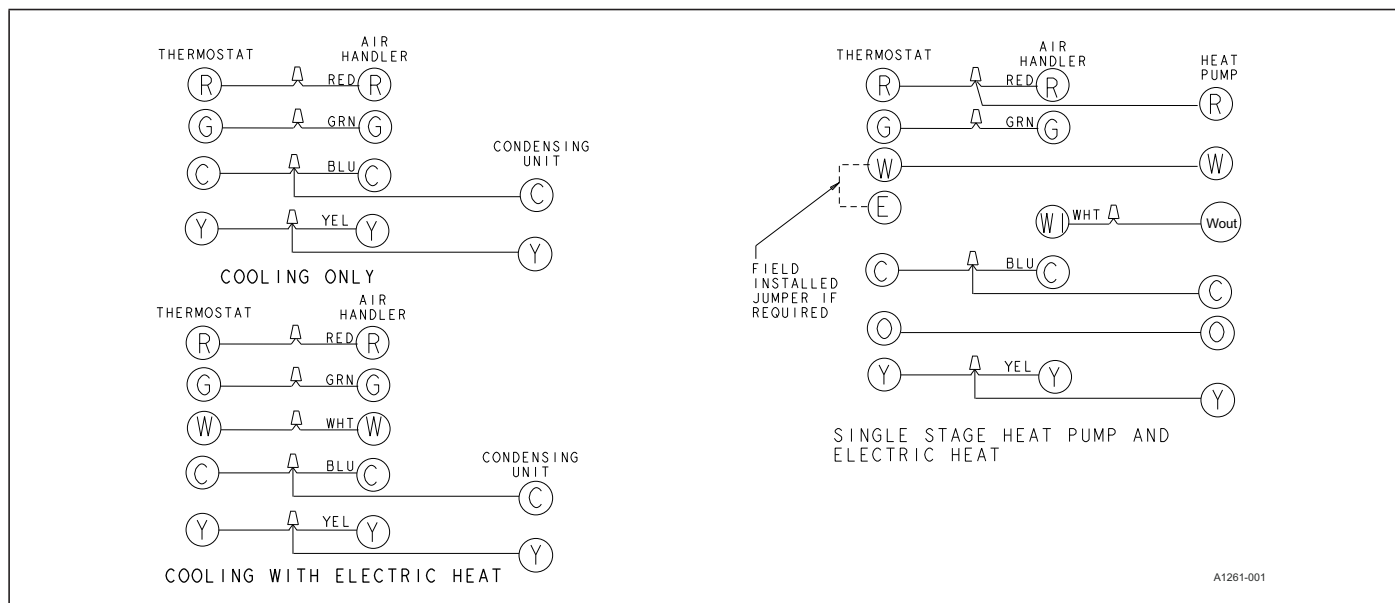 THERMOSTAT
AIR
HANDLER
R RED R
G GRN G
CONDENSING
UNIT
C BLU C
C
Y YEL Y
Y
COOLING ONLY
THERMOSTAT
AIR
HANDLER
R RED R
G GRN G
W WHT W
CONDENSING
UNIT
C BLU C
C
Y YEL Y
Y
COOLING WITH ELECTRIC HEAT
THERMOSTAT
AIR
HANDLER
HEAT
PUMP
R RED R
R
G GRN G
W W
E
W1 WHT Wout
FIELD
INSTALLED
JUMPER IF
REQUIRED
C BLU C
C
O O
Y YEL Y
Y
SINGLE STAGE HEAT PUMP AND
ELECTRIC HEAT
A1261-001